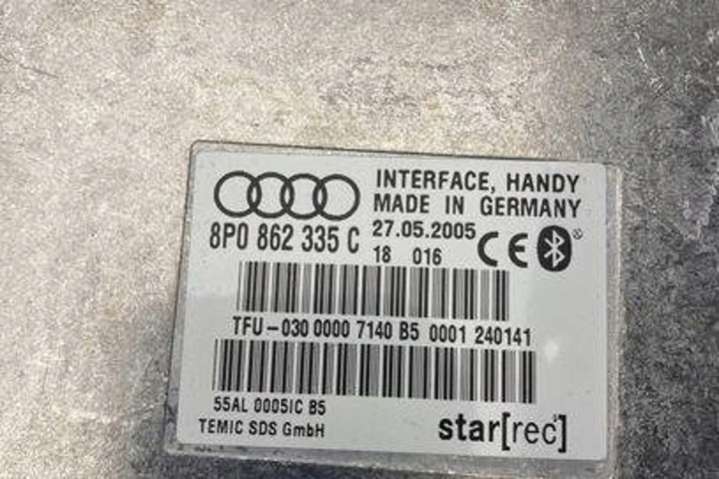 INTERFACE, HANDY
MADE IN GERMANY
8P0 862 335 C
27.05.2005
18 016
CE
TFU-030 0000 7140 B5 0001 240141
55AL 0005IC B5
TEMIC SDS GmbH
star[rec]